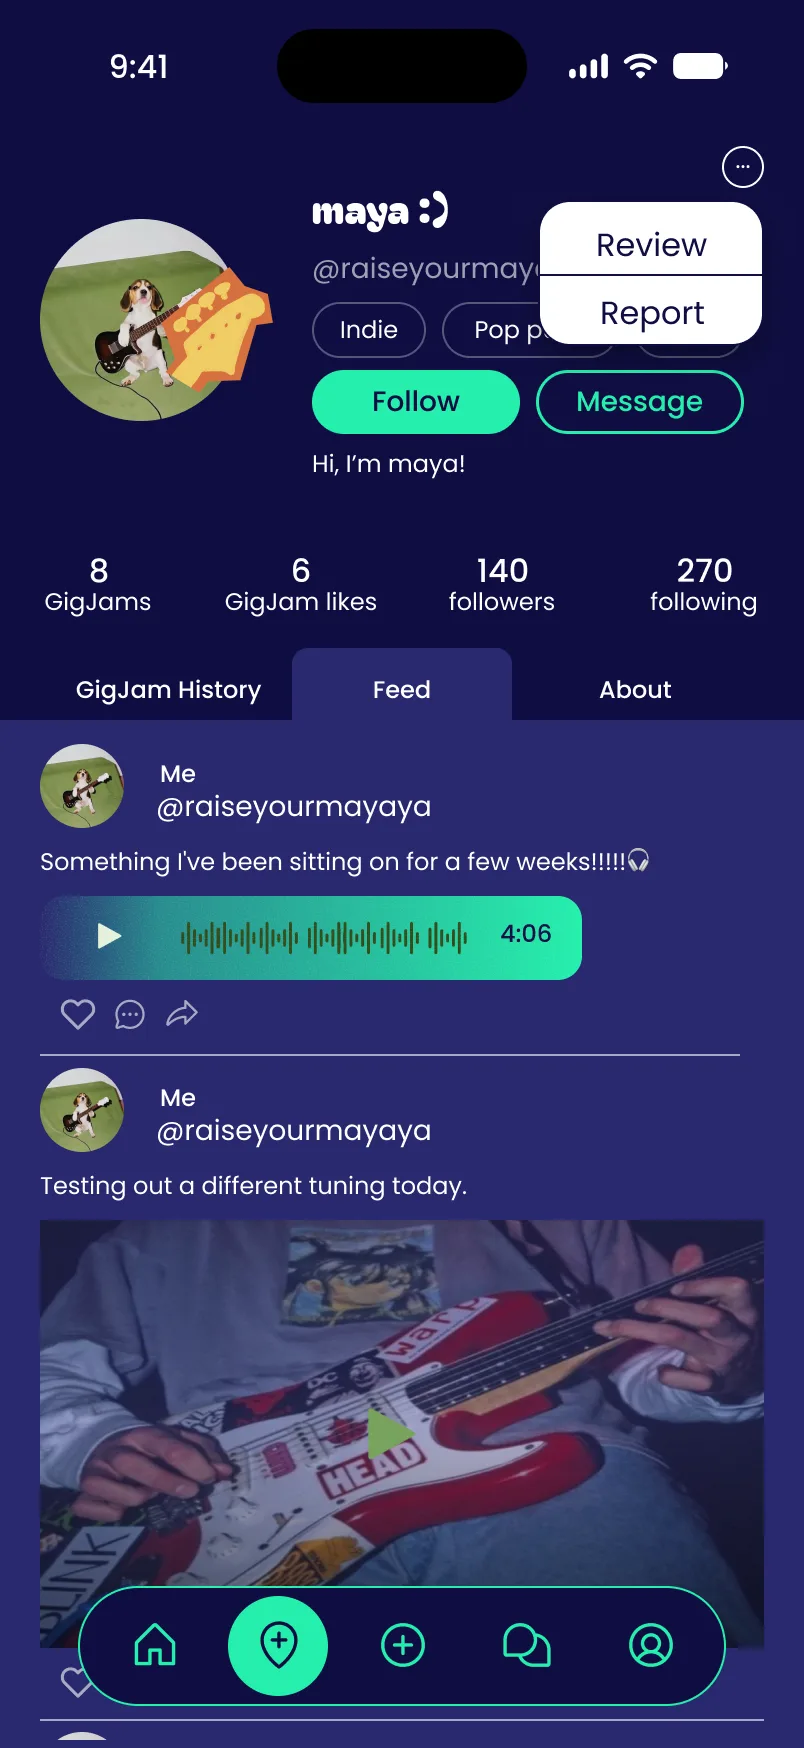 9:41
maya :)
@raiseyourmay
Review
Report
Indie
Pop p
Follow
Message
Hi, I’m maya!
8
GigJams
6
GigJam likes
140
followers
270
following
GigJam History
Feed
About
Me
@raiseyourmayaya
Something I've been sitting on for a few weeks!!!!!🎧
4:06
Me
@raiseyourmayaya
Testing out a different tuning today.
warp
HEAD
BLINK